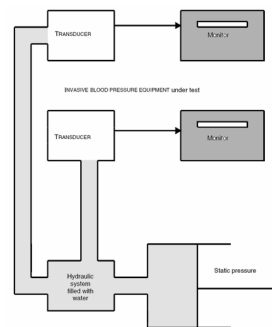 TRANSDUCER
Monitor
INVASIVE BLOOD PRESSURE EQUIPMENT under test
TRANSDUCER
Monitor
Hydraulic
system
filled with
water
Static pressure